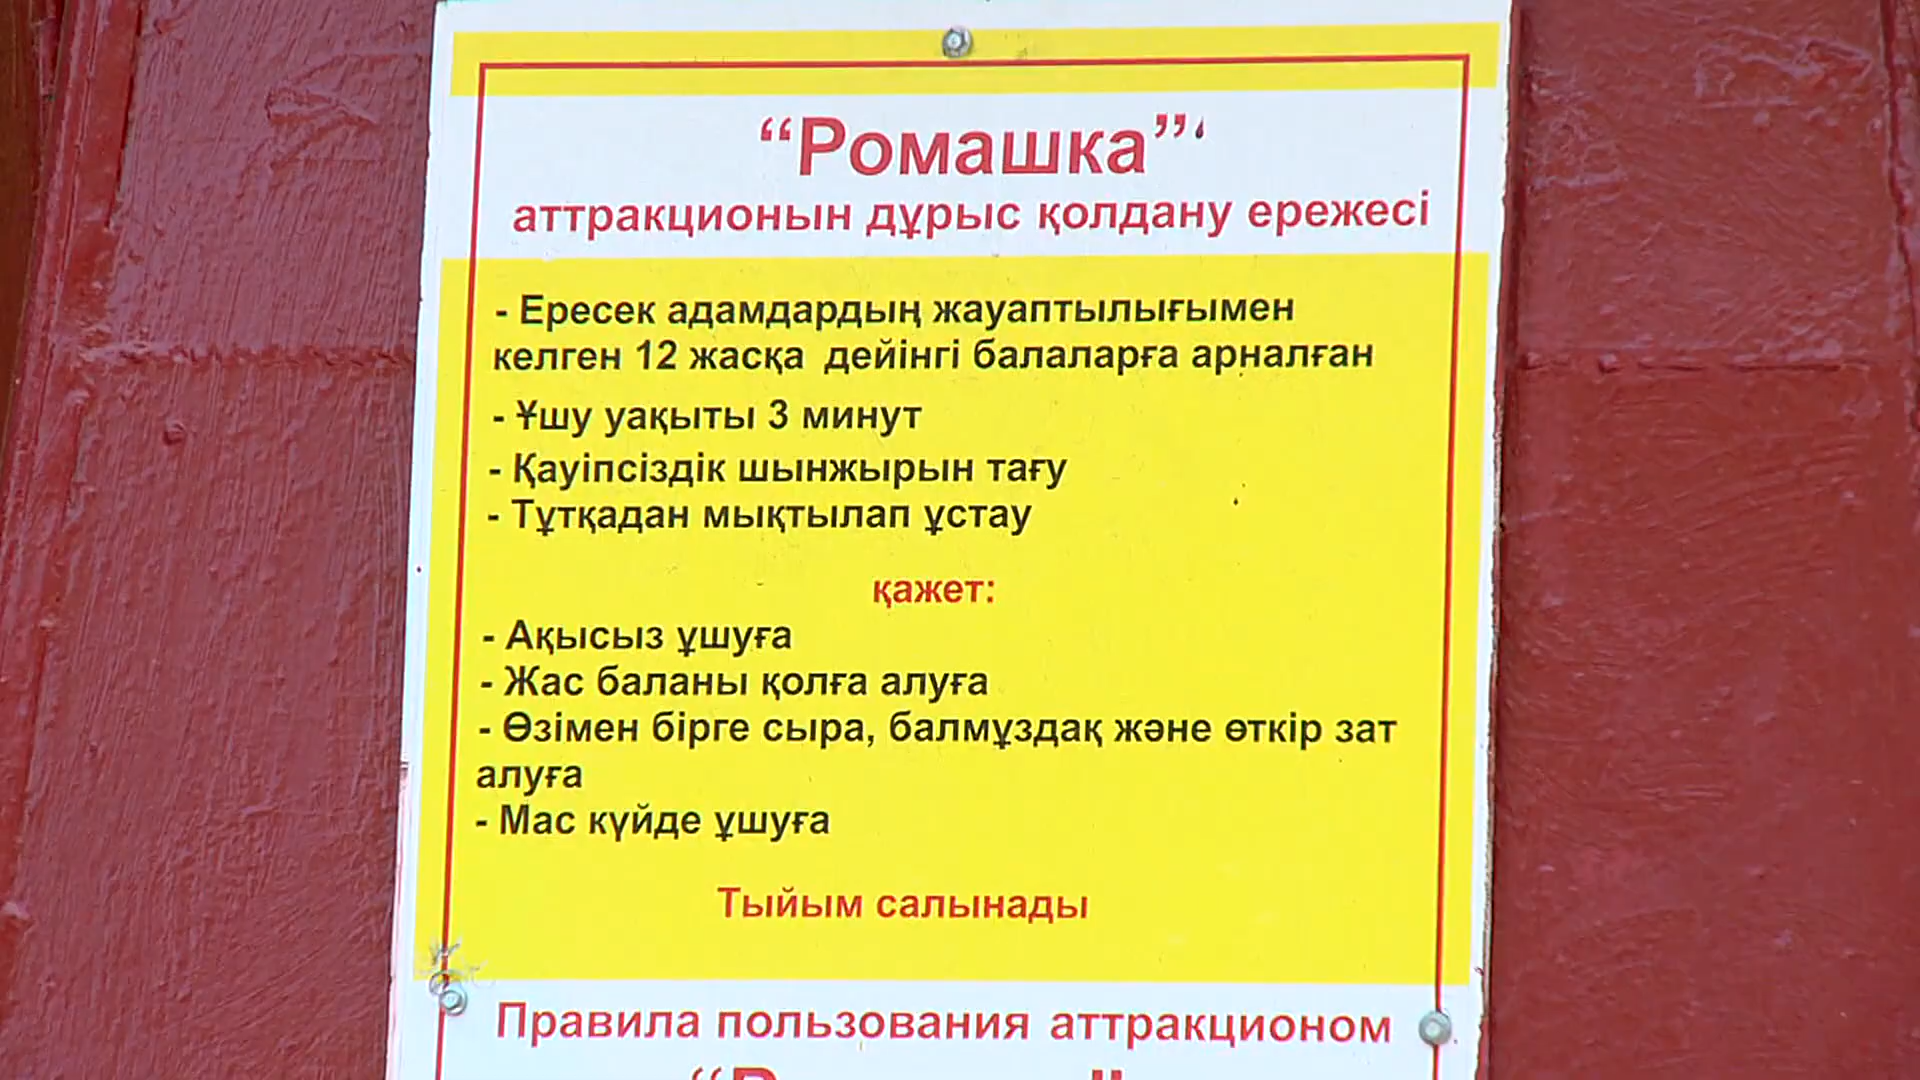 “Ромашка”
аттракционын дұрыс қолдану ережесі
- Ересек адамдардың жауаптылығымен
келген 12 жасқа дейінгі балаларға арналған
- Ұшу уақыты 3 минут
- Қауіпсіздік шынжырын тағу
- Тұтқадан мықтылап ұстау
қажет:
- Ақысыз ұшуға
- Жас баланы қолға алуға
- Өзімен бірге сыра, балмұздақ және өткір зат
алуға
- Мас күйде ұшуға
Тыйым салынады
Правила пользования аттракционом